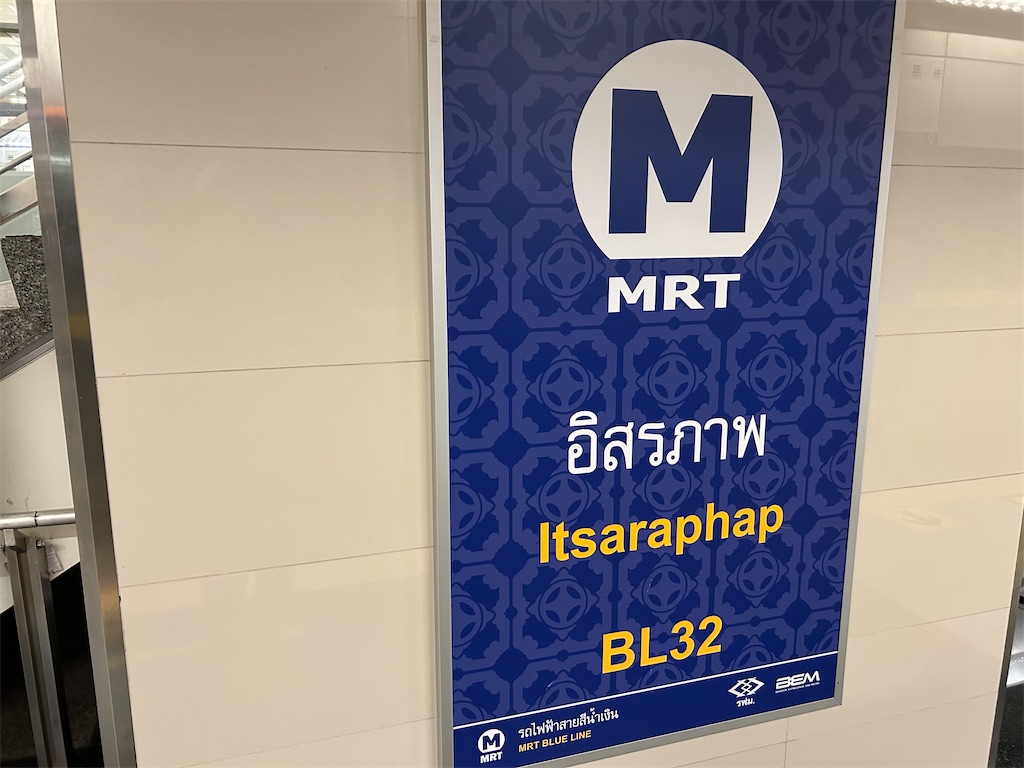 M
MRT
อิสรภาพ
Itsaraphap
BL32
M
MRT
รถไฟฟ้าสายสีน้ำเงิน
MRT BLUE LINE
รฟม.
BEM